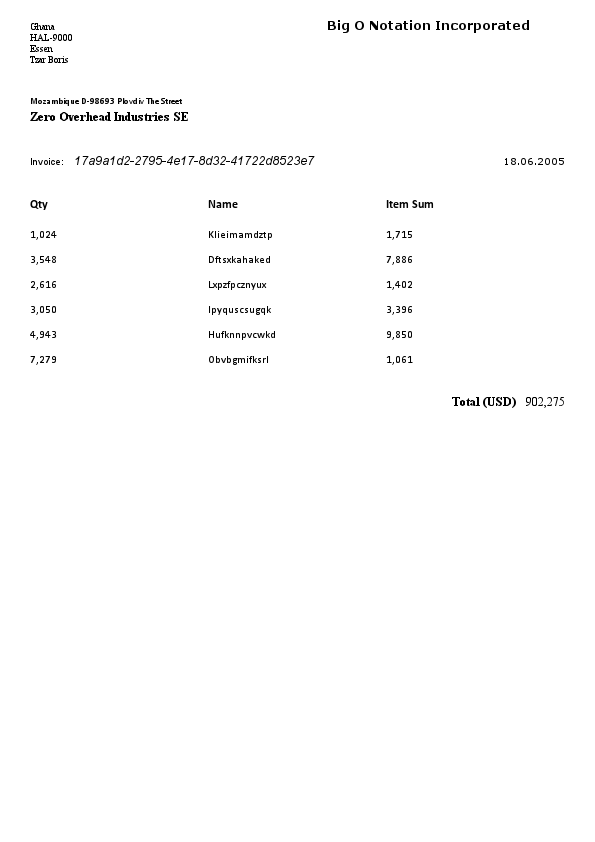 Big O Notation Incorporated
Ghana
HAL-9000
Essen
Tzar Boris
Mozambique D-98693 Plovdiv The Street
Zero Overhead Industries SE
Invoice: 17a9a1d2-2795-4e17-8d32-41722d8523e7 18.06.2005
Qty Name Item Sum
1,024 Klieimamdztp 1,715
3,548 Dftsxkahaked 7,886
2,616 Lxpzfpcznyux 1,402
3,050 Ipyquscsugqk 3,396
4,943 Hufknnpvcwkd 9,850
7,279 Obvbgmifksrl 1,061
Total (USD) 902,275